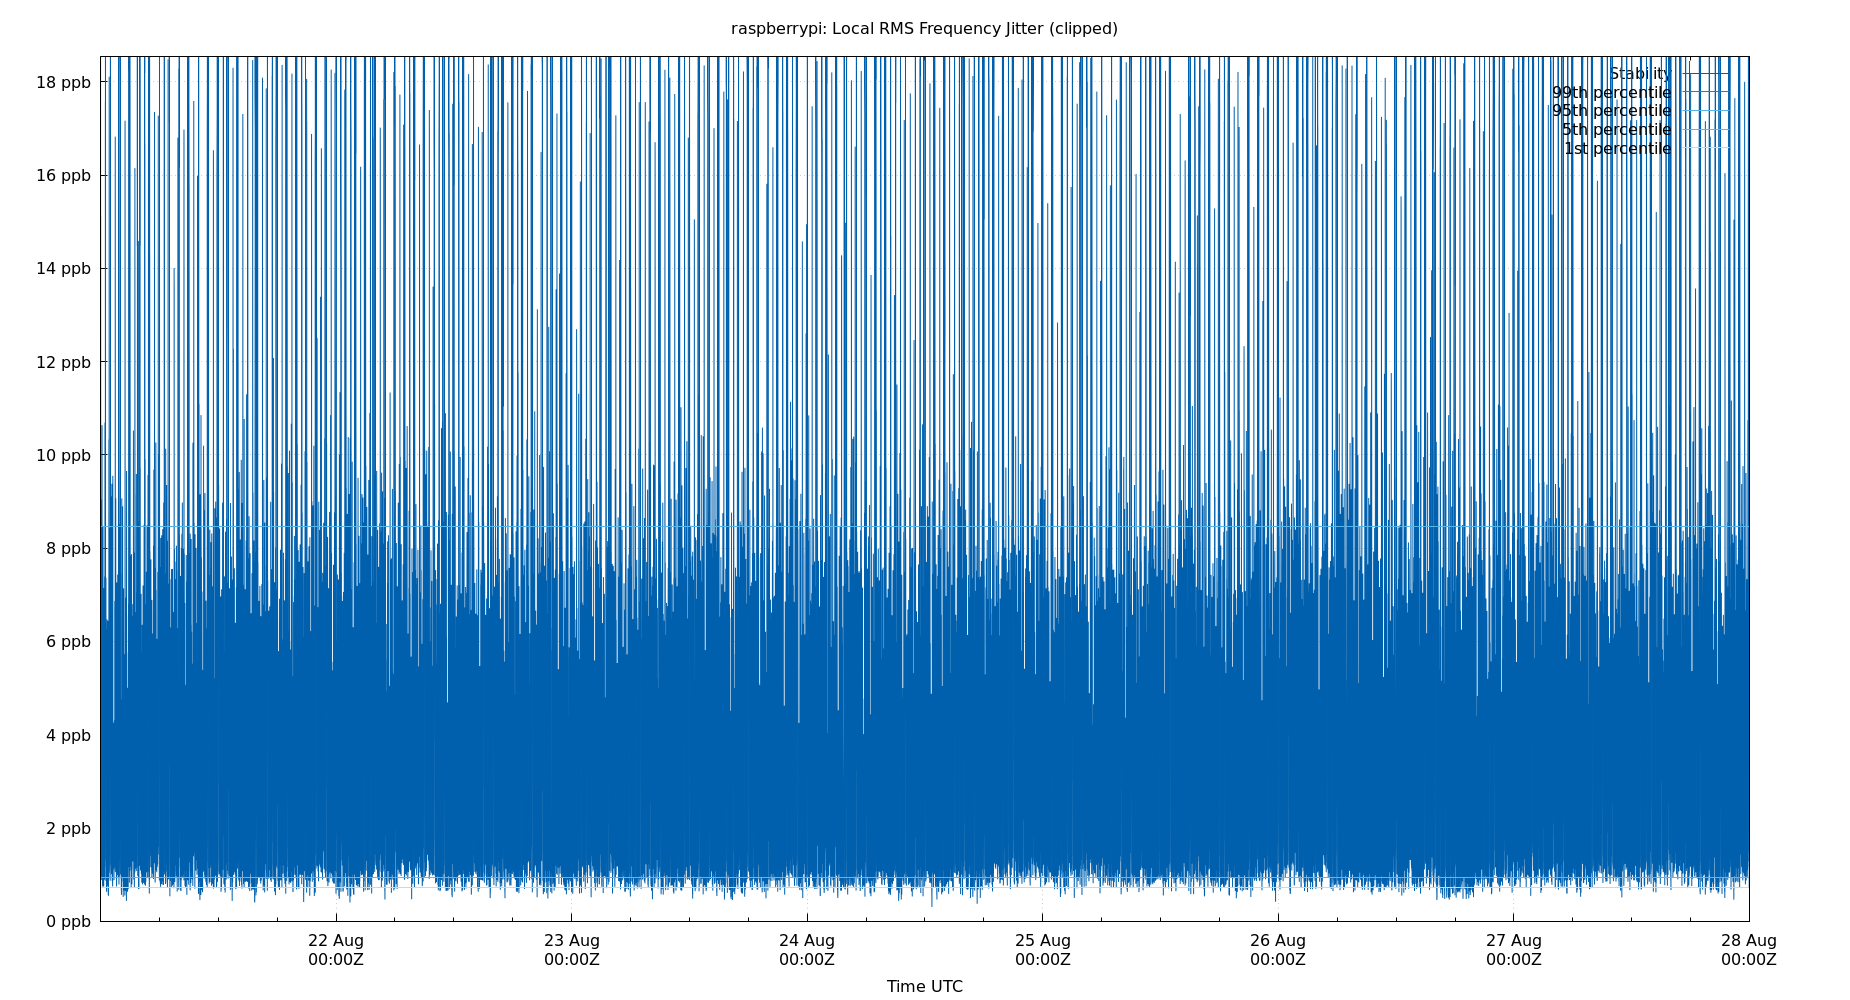 raspberrypi: Local RMS Frequency Jitter (clipped)
18 ppb
16 ppb
14 ppb
12 ppb
10 ppb
8 ppb
6 ppb
4 ppb
2 ppb
0 ppb
Stability
99th percentile
95th percentile
5th percentile
1st percentile
22 Aug
00:00Z
23 Aug
00:00Z
24 Aug
00:00Z
25 Aug
00:00Z
26 Aug
00:00Z
27 Aug
00:00Z
28 Aug
00:00Z
Time UTC